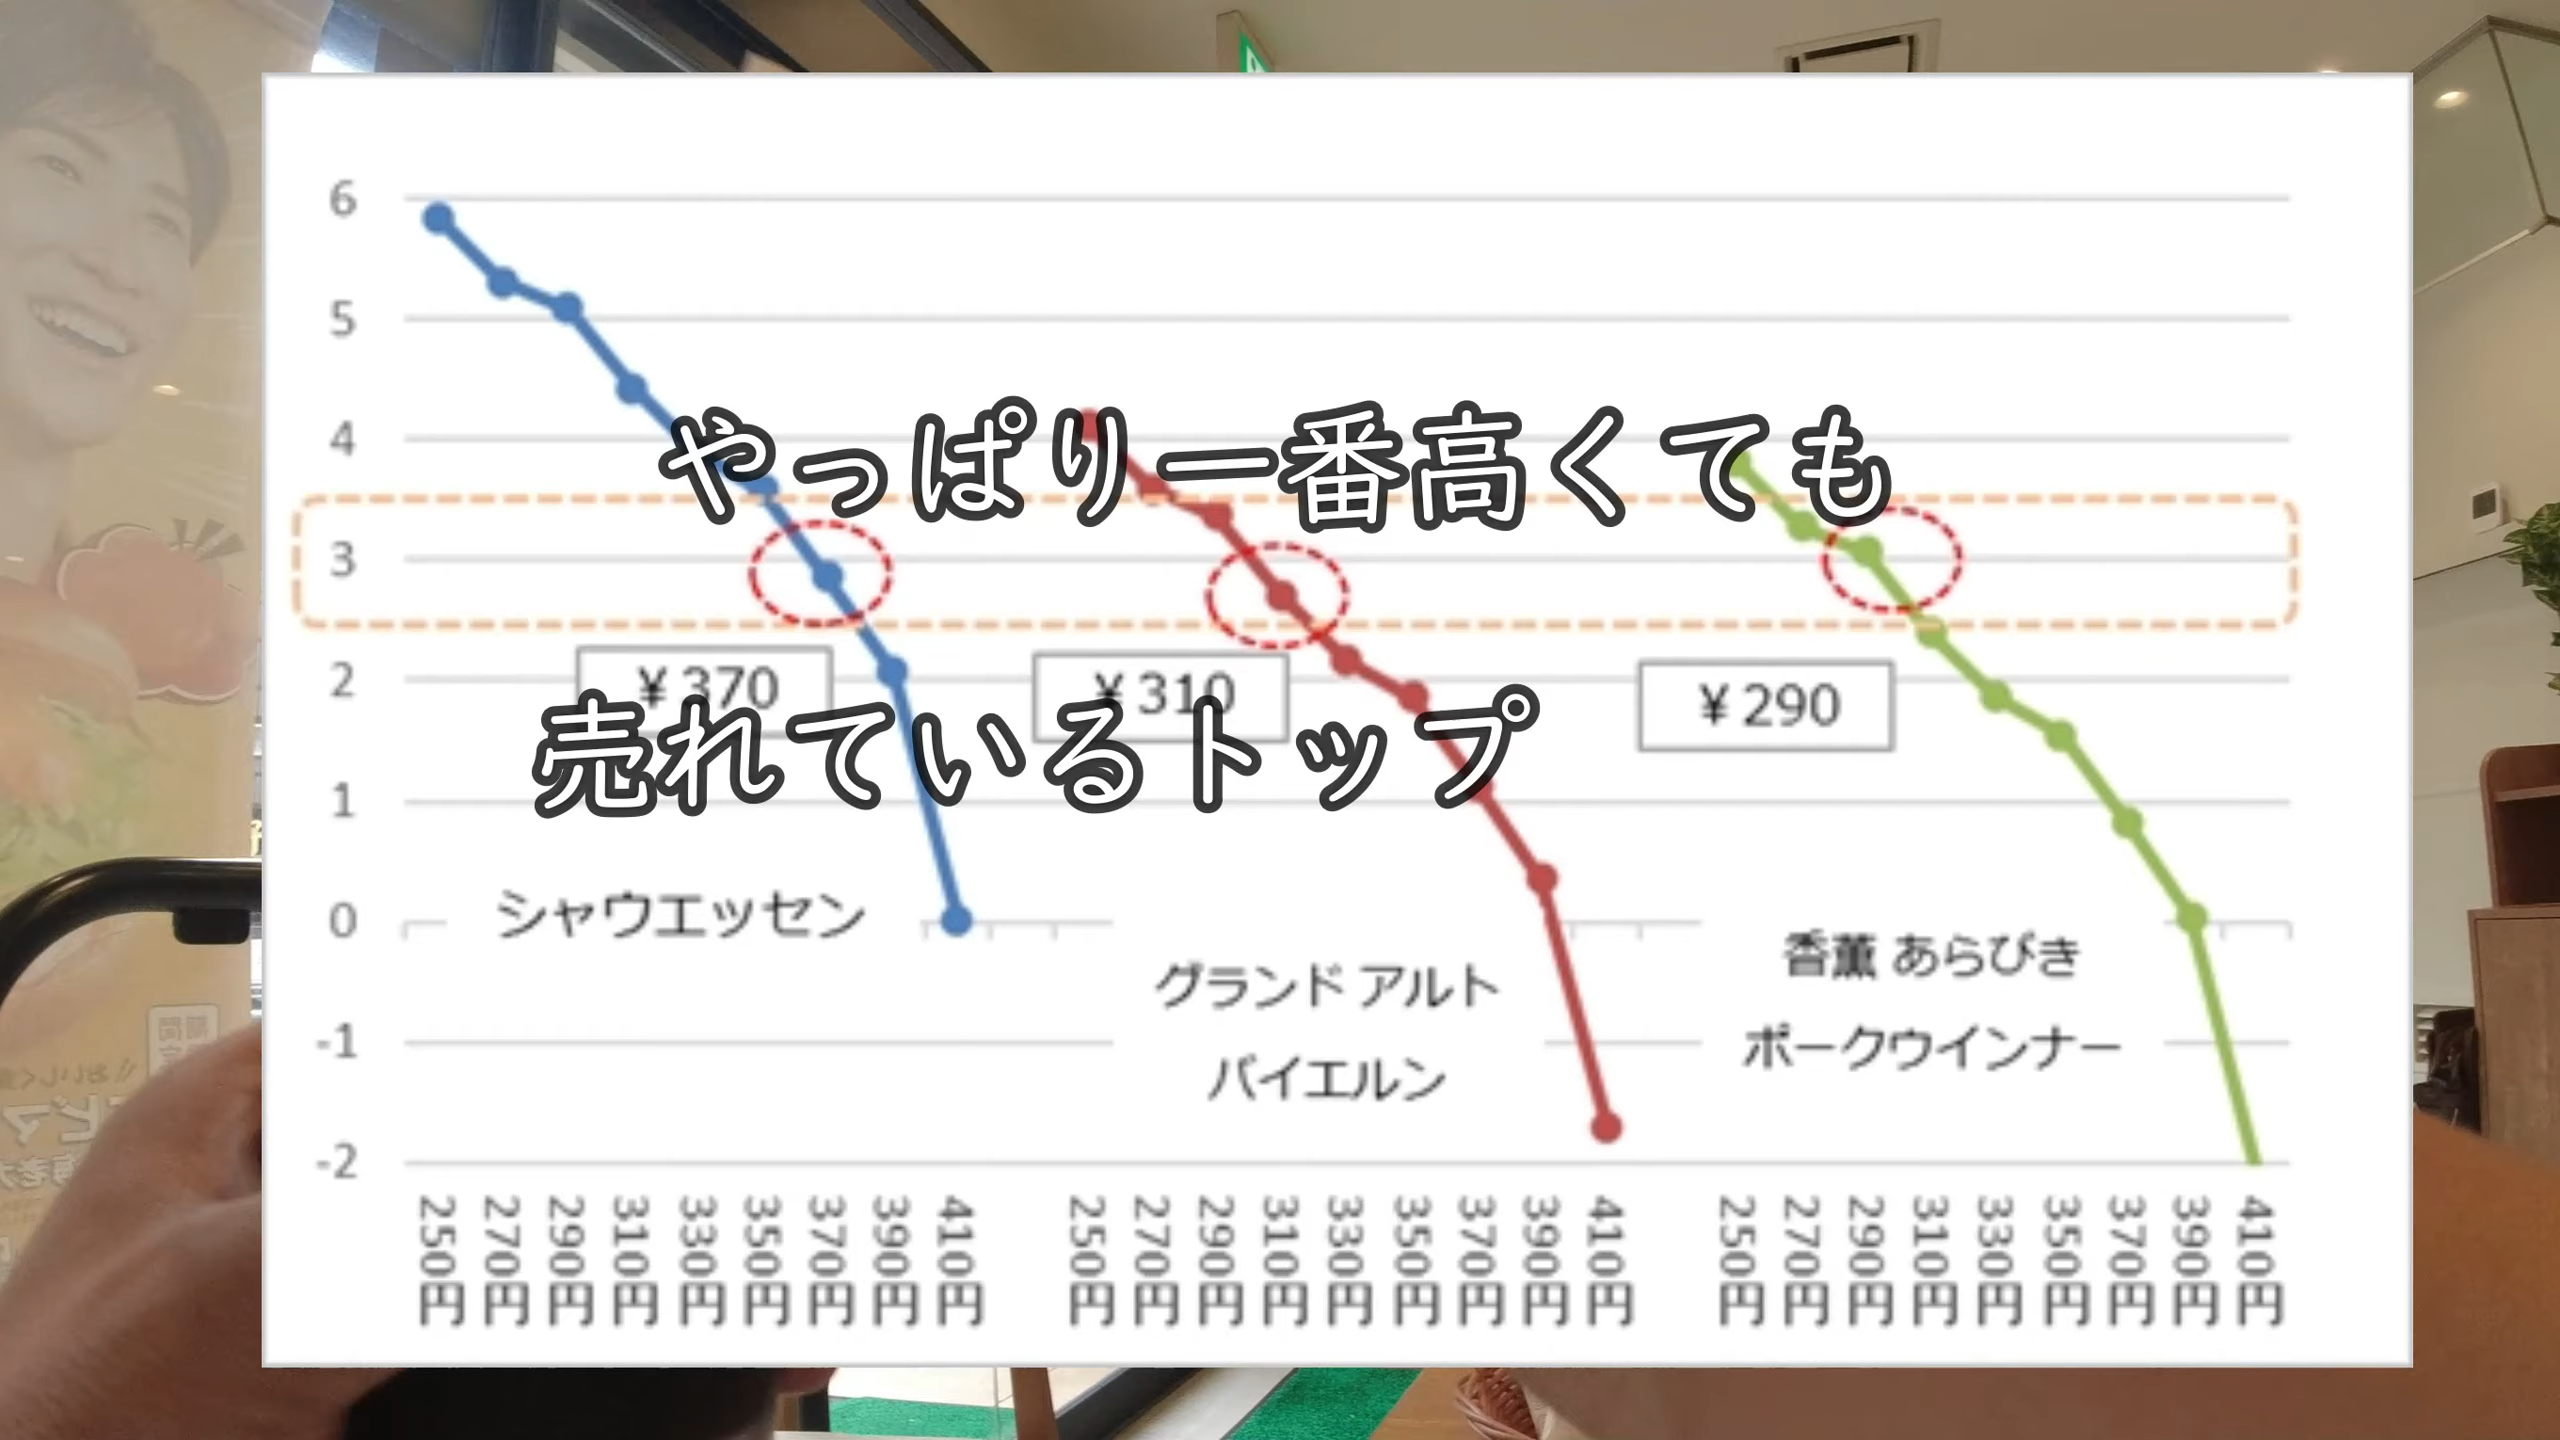 6
5
4
3
2
1
0
-1
-2
やっぱり一番高くても
売れているトップ
￥370
￥310
￥290
シャウエッセン
グランド アルト
バイエルン
香薫 あらびき
ポークウインナー
250円 270円 290円 310円 330円 350円 370円 390円 410円
250円 270円 290円 310円 330円 350円 370円 390円 410円
250円 270円 290円 310円 330円 350円 370円 390円 410円